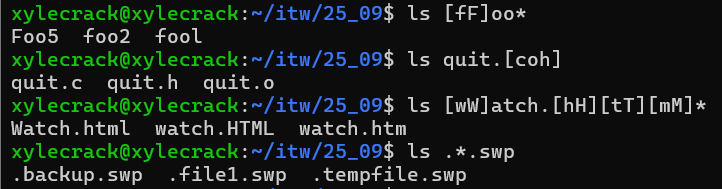 xylecrack@xylecrack:~/itw/25_09$ ls [fF]oo*
Foo5  foo2  fool
xylecrack@xylecrack:~/itw/25_09$ ls quit.[coh]
quit.c  quit.h  quit.o
xylecrack@xylecrack:~/itw/25_09$ ls [wW]atch.[hH][tT][mM]*
Watch.html  watch.HTML  watch.htm
xylecrack@xylecrack:~/itw/25_09$ ls .*.swp
.backup.swp  .file1.swp  .tempfile.swp